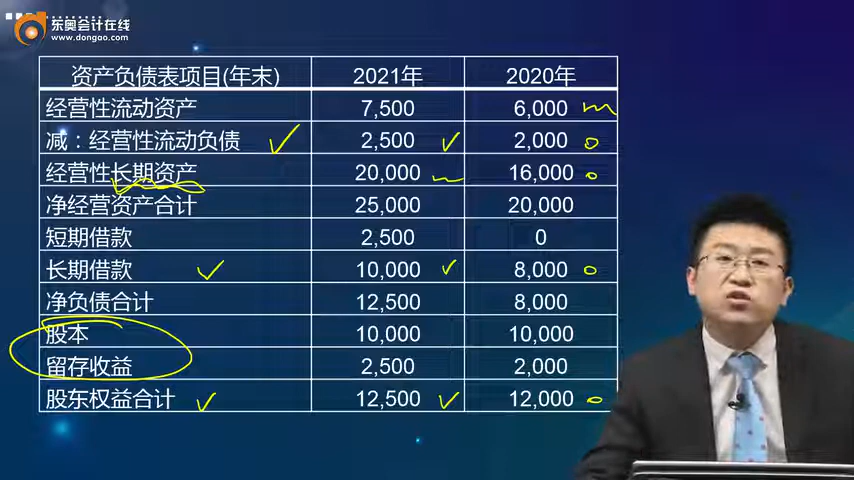 东奥会计在线
www.dongao.com
资产负债表项目(年末) 2021年 2020年
经营性流动资产 7,500 6,000
减：经营性流动负债 2,500 2,000
经营性长期资产 20,000 16,000
净经营资产合计 25,000 20,000
短期借款 2,500 0
长期借款 10,000 8,000
净负债合计 12,500 8,000
股本 10,000 10,000
留存收益 2,500 2,000
股东权益合计 12,500 12,000